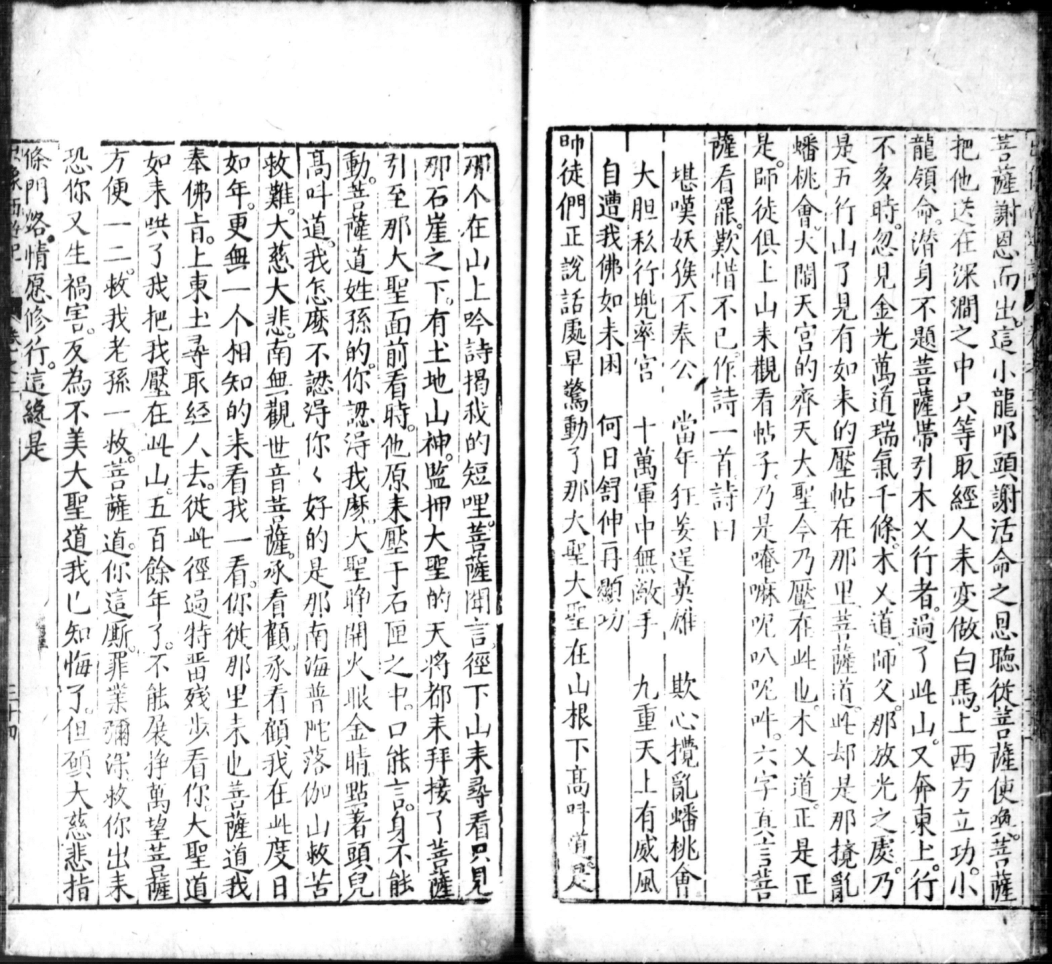 菩薩謝恩而出。這小龍叩頭謝活命之恩聽從菩薩使喚。菩薩
把他送在深澗之中只等取經人来变做白馬。上西方立功。小
龍領命。潜身不題菩薩帶引木乂行者。過了此山。又奔東上。行
不多時。忽見金光萬道瑞氣千條。木乂道。師父。那放光之處。乃
是五行山了見有如来的壓帖在那里菩薩道。此却是那攪亂
蟠桃會。大閙天宮的齊天大聖今乃壓在此也。木乂道。正是正
是。師徒俱上山来觀看帖子。乃是唵嘛呢叭呢吽。六字真言菩
薩看罷。歎惜不已。作詩一首詩曰
堪嘆妖猴不奉公　當年狂妄逞英雄　欺心攪亂蟠桃會
大胆私行兜率宮　十萬軍中無敵手　九重天上有威風
自遭我佛如来困　何日舒伸再顯功
師徒們正說話處早驚動了那大聖大聖在山根下高叫
那个在山上吟詩揭我的短哩。菩薩聞言。徑下山来尋看只見
那石崖之下。有土地山神。監押大聖的天將都来拜接了菩薩
引至那大聖面前看時。他原来壓于石匣之中。口能言。身不能
動。菩薩道姓孫的。你認得我麽。大聖睁開火眼金睛。點著頭兒
高叫道。我怎麽不認得你〱好的是那南海普陀落伽山救苦
救難。大慈大悲。南無觀世音菩薩。承看顧。承看顧。我在此度日
如年。更無一个相知的来看我一看。你從那里来也菩薩道我
奉佛旨。上東土尋取經人去。從此徑過特畱残步看你。大聖道
如来哄了我把我壓在此山。五百餘年了。不能展挣萬望菩薩
方便一二。救我老孫一救。菩薩道。你這厮。罪業彌深。救你出来
恐你又生禍害。反為不美大聖道我已知悔了。但願大慈悲指
條門路。情愿修行。這纔是
三十四